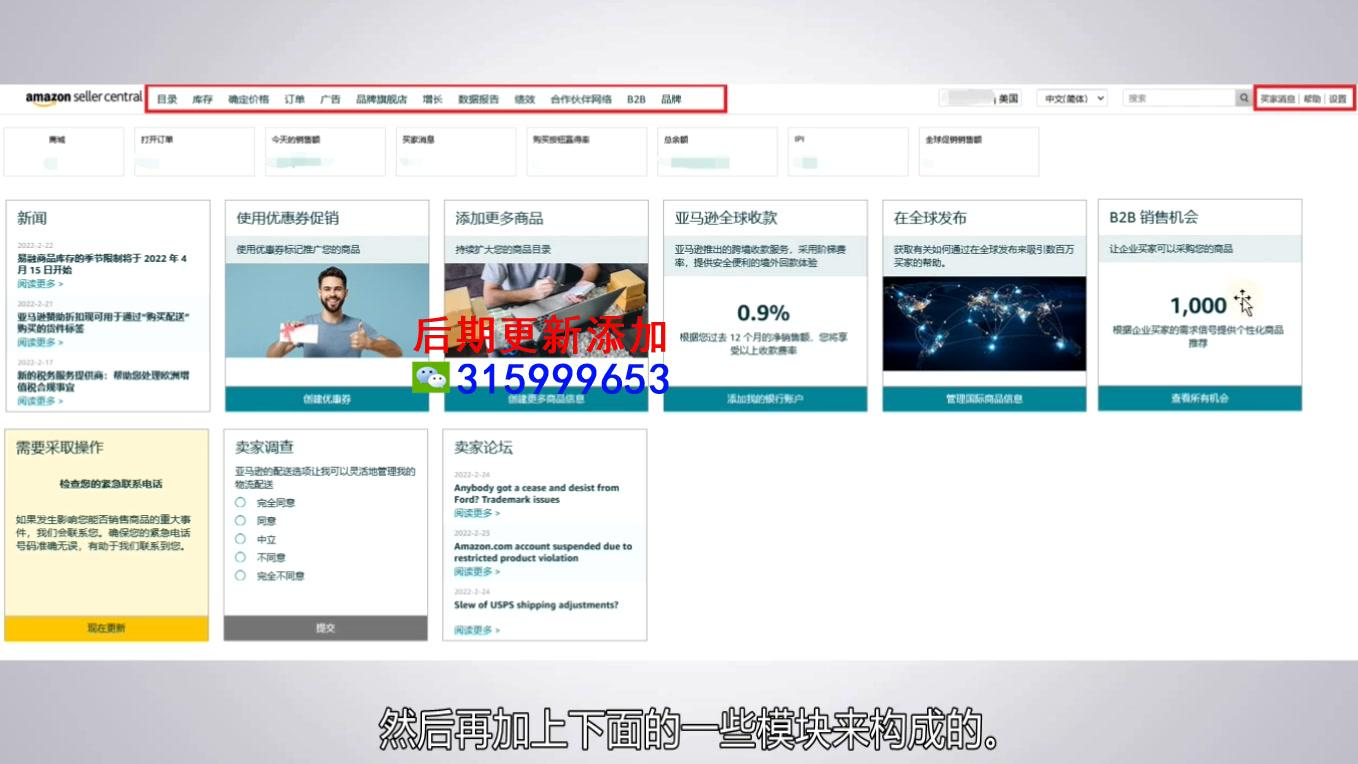 amazon seller central 目录 库存 确定价格 订单 广告 品牌旗舰店 增长 数据报告 绩效 合作伙伴网络 B2B 品牌 美国 中文(简体) 搜索 买家消息 | 帮助 | 设置
商城 打开订单 今天的销售额 买家消息 购买按钮赢得率 总余额 IPI 全球促销销售额
新闻
2022-2-22
易融商品库存的季节限制将于 2022 年 4
月 15 日开始
阅读更多 >
2022-2-21
亚马逊赞助折扣现可用于通过“购买配送”
购买的货件标签
阅读更多 >
2022-2-17
新的税务服务提供商：帮助您处理欧洲增
值税合规事宜
阅读更多 >
使用优惠券促销
使用优惠券标记推广您的商品
创建优惠券
添加更多商品
持续扩大您的商品目录
创建更多商品信息
亚马逊全球收款
亚马逊推出的跨境收款服务，采用阶梯费
率，提供安全便利的境外回款体验
0.9%
根据您过去 12 个月的净销售额，您将享
受以上收款费率
添加我的银行账户
在全球发布
获取有关如何通过在全球发布来吸引数百万
买家的帮助。
管理国际商品信息
B2B 销售机会
让企业买家可以采购您的商品
1,000
根据企业买家的需求信号提供个性化商品
推荐
查看所有机会
后期更新添加
315999653
需要采取操作
检查您的紧急联系电话
如果发生影响您能否销售商品的重大事
件，我们会联系您。确保您的紧急电话
号码准确无误，有助于我们联系到您。
现在更新
卖家调查
亚马逊的配送选项让我可以灵活地管理我的
物流配送
完全同意
同意
中立
不同意
完全不同意
提交
卖家论坛
2022-2-24
Anybody got a cease and desist from
Ford? Trademark issues
阅读更多 >
2022-2-25
Amazon.com account suspended due to
restricted product violation
阅读更多 >
2022-2-24
Slew of USPS shipping adjustments?
阅读更多 >
然后再加上下面的一些模块来构成的。